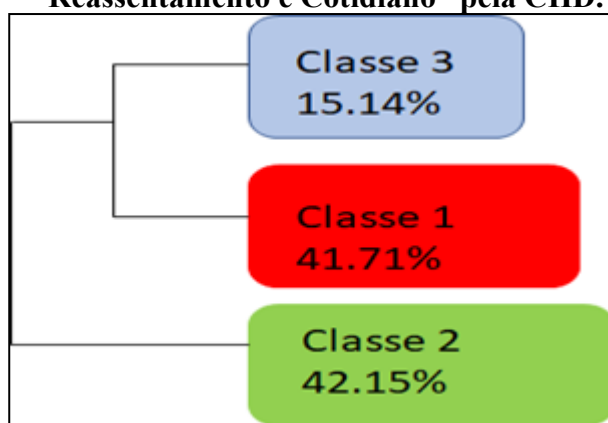 Reassentamento e Cotidiano" pela CHD.
Classe 3
15.14%
Classe 1
41.71%
Classe 2
42.15%